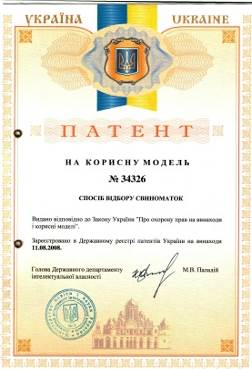 УКРАЇНА UKRAINE
ПАТЕНТ
НА КОРИСНУ МОДЕЛЬ
№ 34326
СПОСІБ ВІДБОРУ СВИНОМАТОК
Видано відповідно до Закону України "Про охорону прав на винаходи
і корисні моделі".
Зареєстровано в Державному реєстрі патентів України на винаходи
11.08.2008.
Голова Державного департаменту
інтелектуальної власності
М.В. Паладій